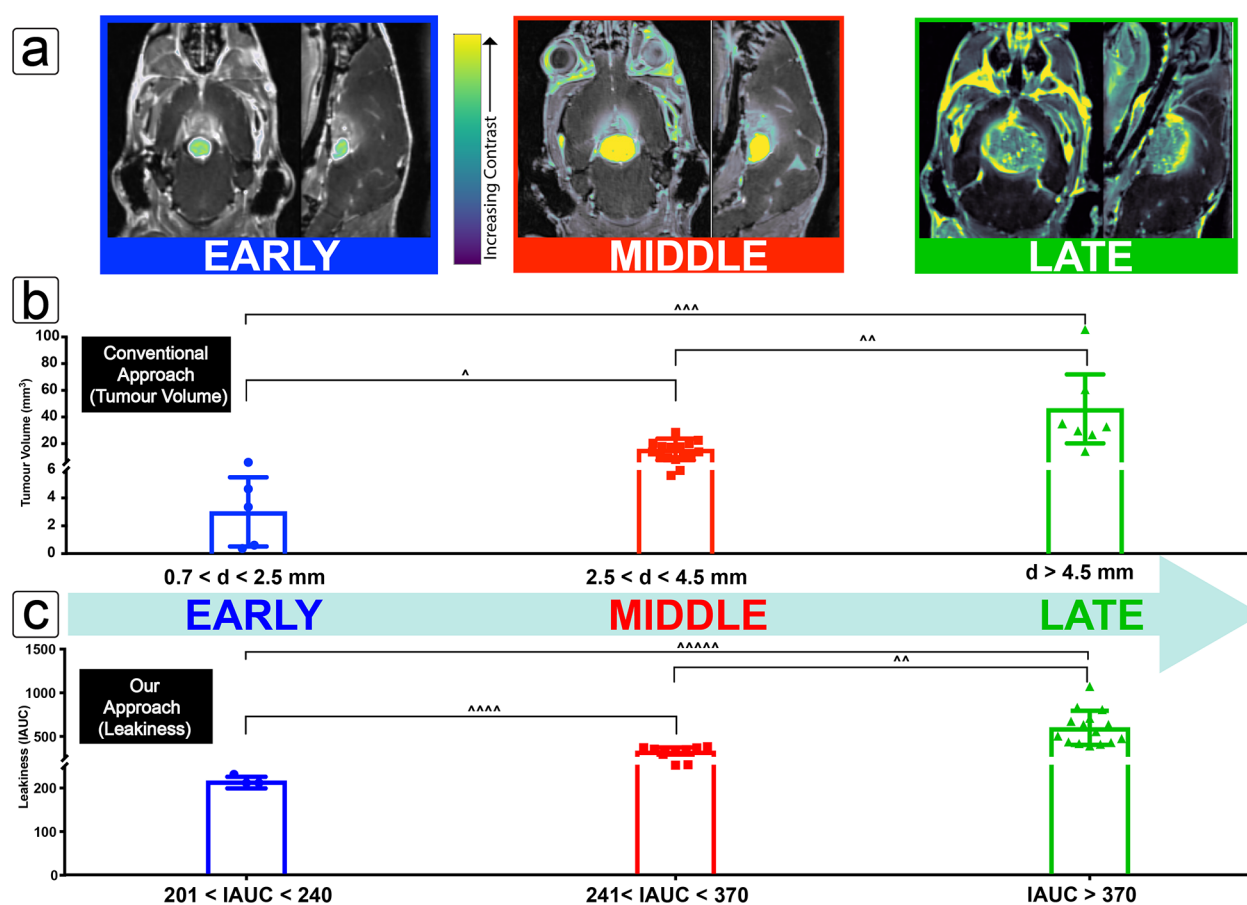 a
Increasing Contrast
EARLY
MIDDLE
LATE
b
Conventional
Approach
(Tumour Volume)
Tumour Volume (mm³)
100
80
60
40
20
6
4
2
0
^
^^
^^^
0.7 < d < 2.5 mm
2.5 < d < 4.5 mm
d > 4.5 mm
EARLY
MIDDLE
LATE
c
Our
Approach
(Leakiness)
Leakiness (IAUC)
1500
1000
500
200
100
0
^^^^
^^^^^
^^
201 < IAUC < 240
241< IAUC < 370
IAUC > 370